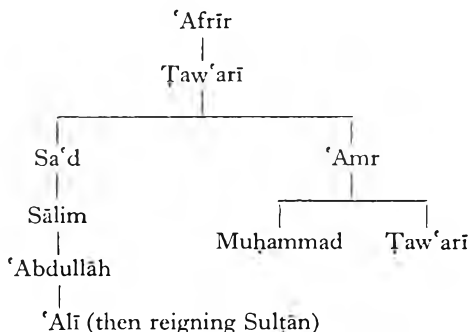 ʿAfrīr
Ṭawʿarī
Saʿd ʿAmr
Sālim
Muḥammad Ṭawʿarī
ʿAbdullāh
ʿAlī (then reigning Sulṭān)